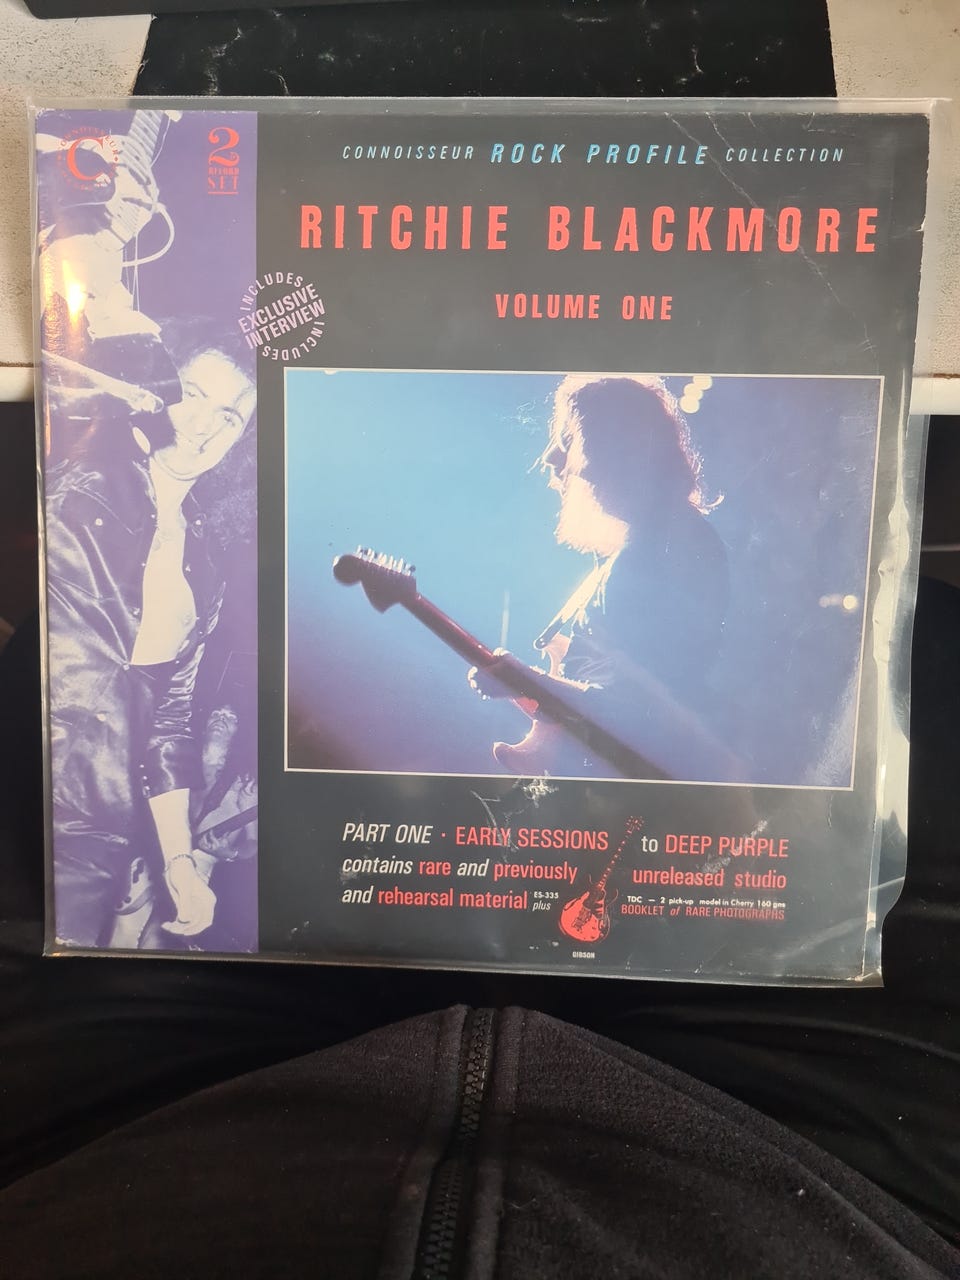 CONNOISSEUR ROCK PROFILE COLLECTION
CONNOISSEUR
C
2
RECORD
SET
RITCHIE BLACKMORE
VOLUME ONE
INCLUDES
EXCLUSIVE
INTERVIEW
INCLUDES
PART ONE · EARLY SESSIONS to DEEP PURPLE
contains rare and previously unreleased studio
and rehearsal material plus BOOKLET of RARE PHOTOGRAPHS
ES-335 TDC — 2 pick-up model in Cherry 160 gns
GIBSON